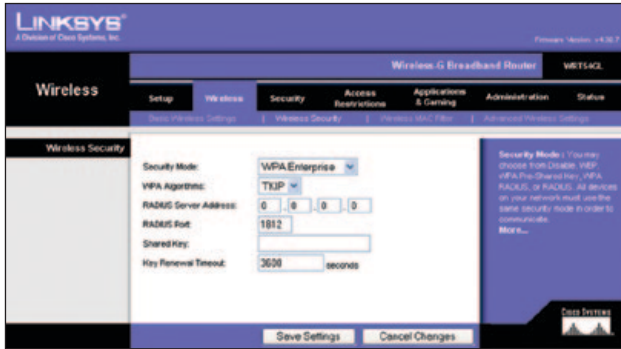 LINKSYS®
A Division of Cisco Systems, Inc.
Firmware Version: v4.30.7
Wireless-G Broadband Router WRT54GL
Wireless
Setup Wireless Security Access Restrictions Applications & Gaming Administration Status
Basic Wireless Settings | Wireless Security | Wireless MAC Filter | Advanced Wireless Settings
Wireless Security
Security Mode: WPA Enterprise
WPA Algorithms: TKIP
RADIUS Server Address: 0 . 0 . 0 . 0
RADIUS Port: 1812
Shared Key:
Key Renewal Timeout: 3600 seconds
Security Mode: You may
choose from Disable, WEP,
WPA Pre-Shared Key, WPA
RADIUS, or RADIUS. All devices
on your network must use the
same security mode in order to
communicate.
More...
Save Settings Cancel Changes
CISCO SYSTEMS